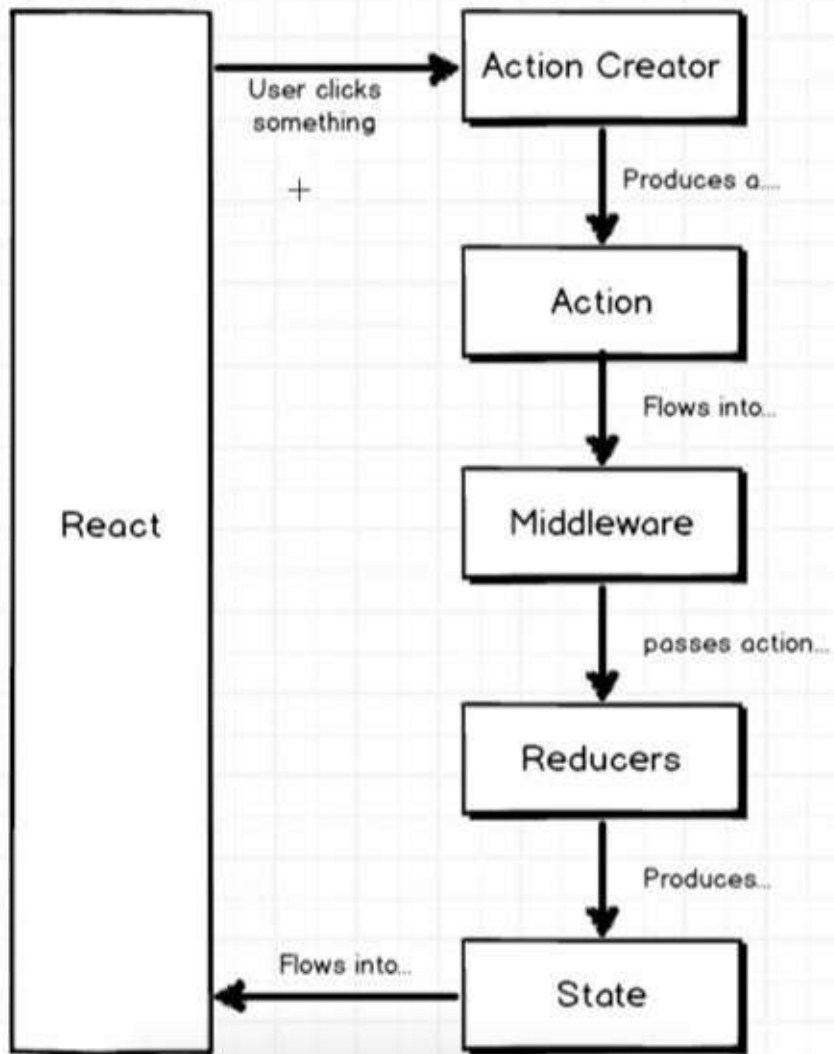 Action Creator
User clicks
something
Produces a....
Action
Flows into...
React
Middleware
passes action...
Reducers
Produces...
Flows into...
State